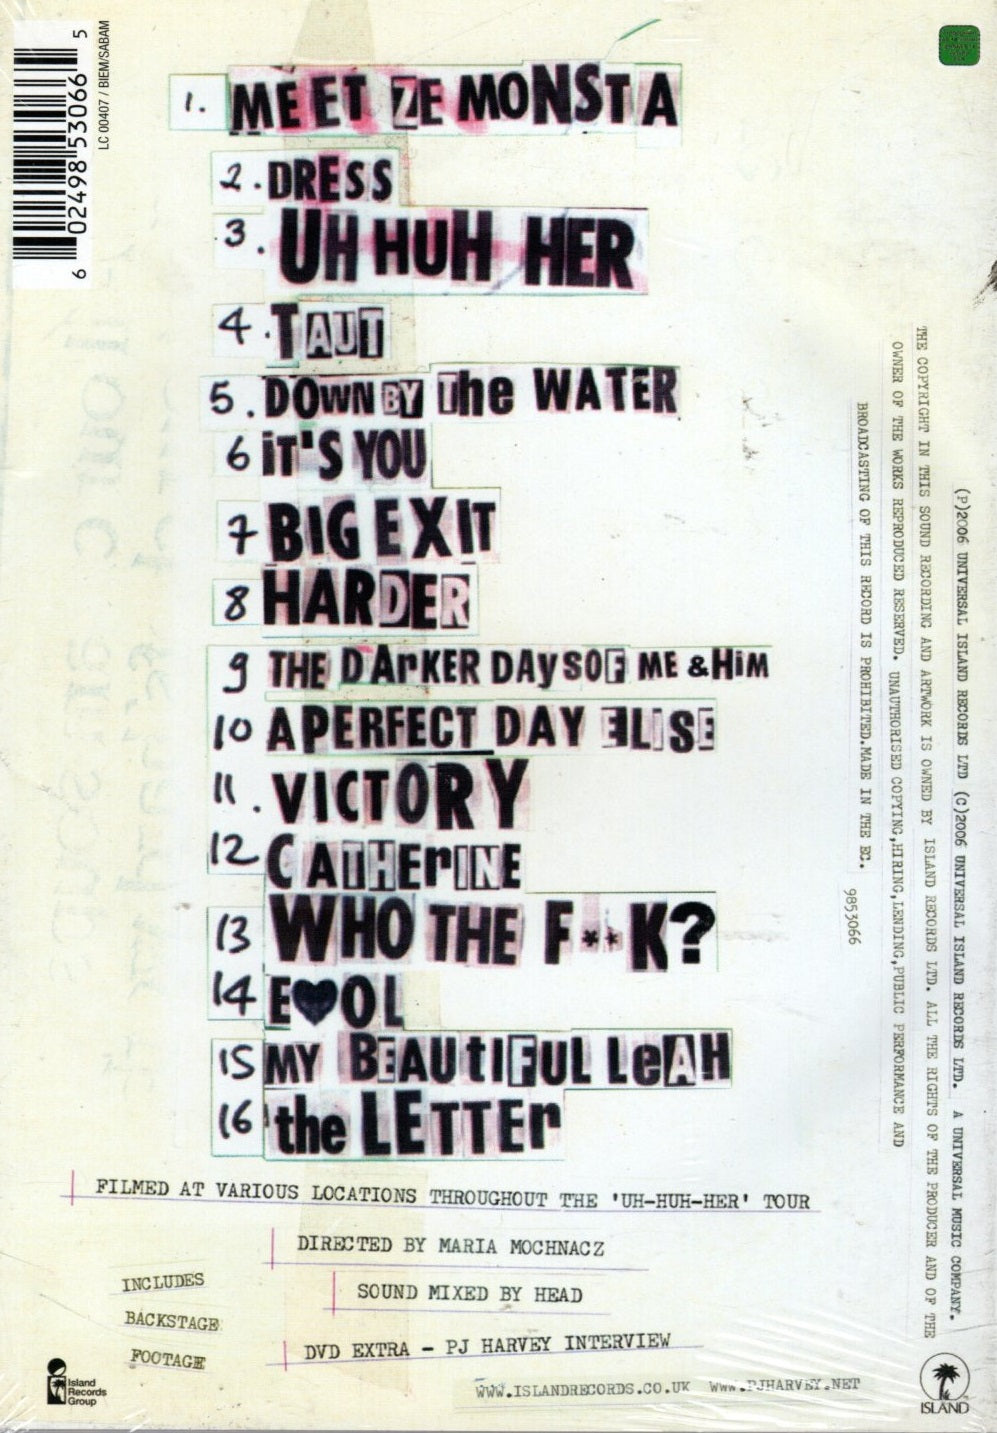 1. MEET ZE MONSTA
2. DRESS
3. UH HUH HER
4. TAUT
5. DOWN BY The WATER
6 iT'S YOU
7 BIG EXIT
8 HARDER
9 THE DArKER DAySOF ME & HiM
10 A PERFECT DAY ELISE
11. VICTORY
12 CATHErINE
13 WHO THE F**K?
14 E♥OL
15 MY BEAUtIFUL LeAH
16 the LETTEr
FILMED AT VARIOUS LOCATIONS THROUGHOUT THE 'UH-HUH-HER' TOUR
DIRECTED BY MARIA MOCHNACZ
SOUND MIXED BY HEAD
DVD EXTRA - PJ HARVEY INTERVIEW
INCLUDES
BACKSTAGE
FOOTAGE
WWW.ISLANDRECORDS.CO.UK WWW.PJHARVEY.NET
Island
Records
Group
ISLAND
6 02498 53066 5
LC 00407 / BIEM/SABAM
(P)2006 UNIVERSAL ISLAND RECORDS LTD (C)2006 UNIVERSAL ISLAND RECORDS LTD. A UNIVERSAL MUSIC COMPANY.
THE COPYRIGHT IN THIS SOUND RECORDING AND ARTWORK IS OWNED BY ISLAND RECORDS LTD. ALL THE RIGHTS OF THE PRODUCER AND OF THE
OWNER OF THE WORKS REPRODUCED RESERVED. UNAUTHORISED COPYING,HIRING,LENDING,PUBLIC PERFORMANCE AND
BROADCASTING OF THIS RECORD IS PROHIBITED.MADE IN THE EC.
9853066